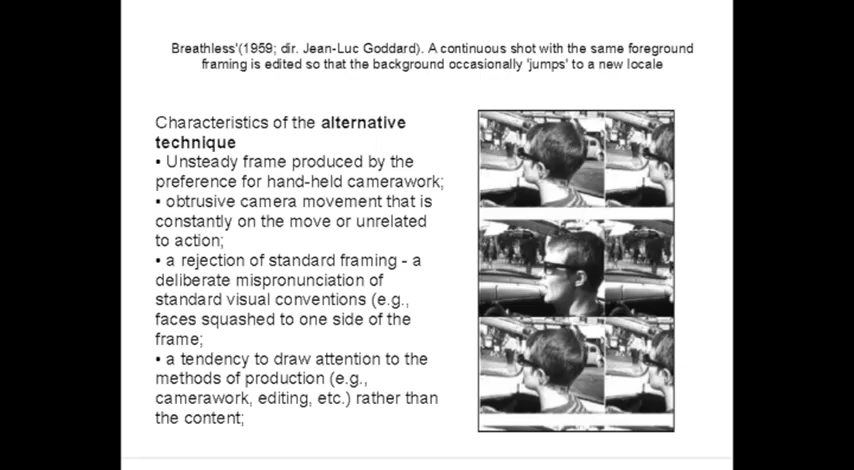 Breathless'(1959; dir. Jean-Luc Goddard). A continuous shot with the same foreground
framing is edited so that the background occasionally 'jumps' to a new locale
Characteristics of the alternative
technique
• Unsteady frame produced by the
preference for hand-held camerawork;
• obtrusive camera movement that is
constantly on the move or unrelated
to action;
• a rejection of standard framing - a
deliberate mispronunciation of
standard visual conventions (e.g.,
faces squashed to one side of the
frame;
• a tendency to draw attention to the
methods of production (e.g.,
camerawork, editing, etc.) rather than
the content;